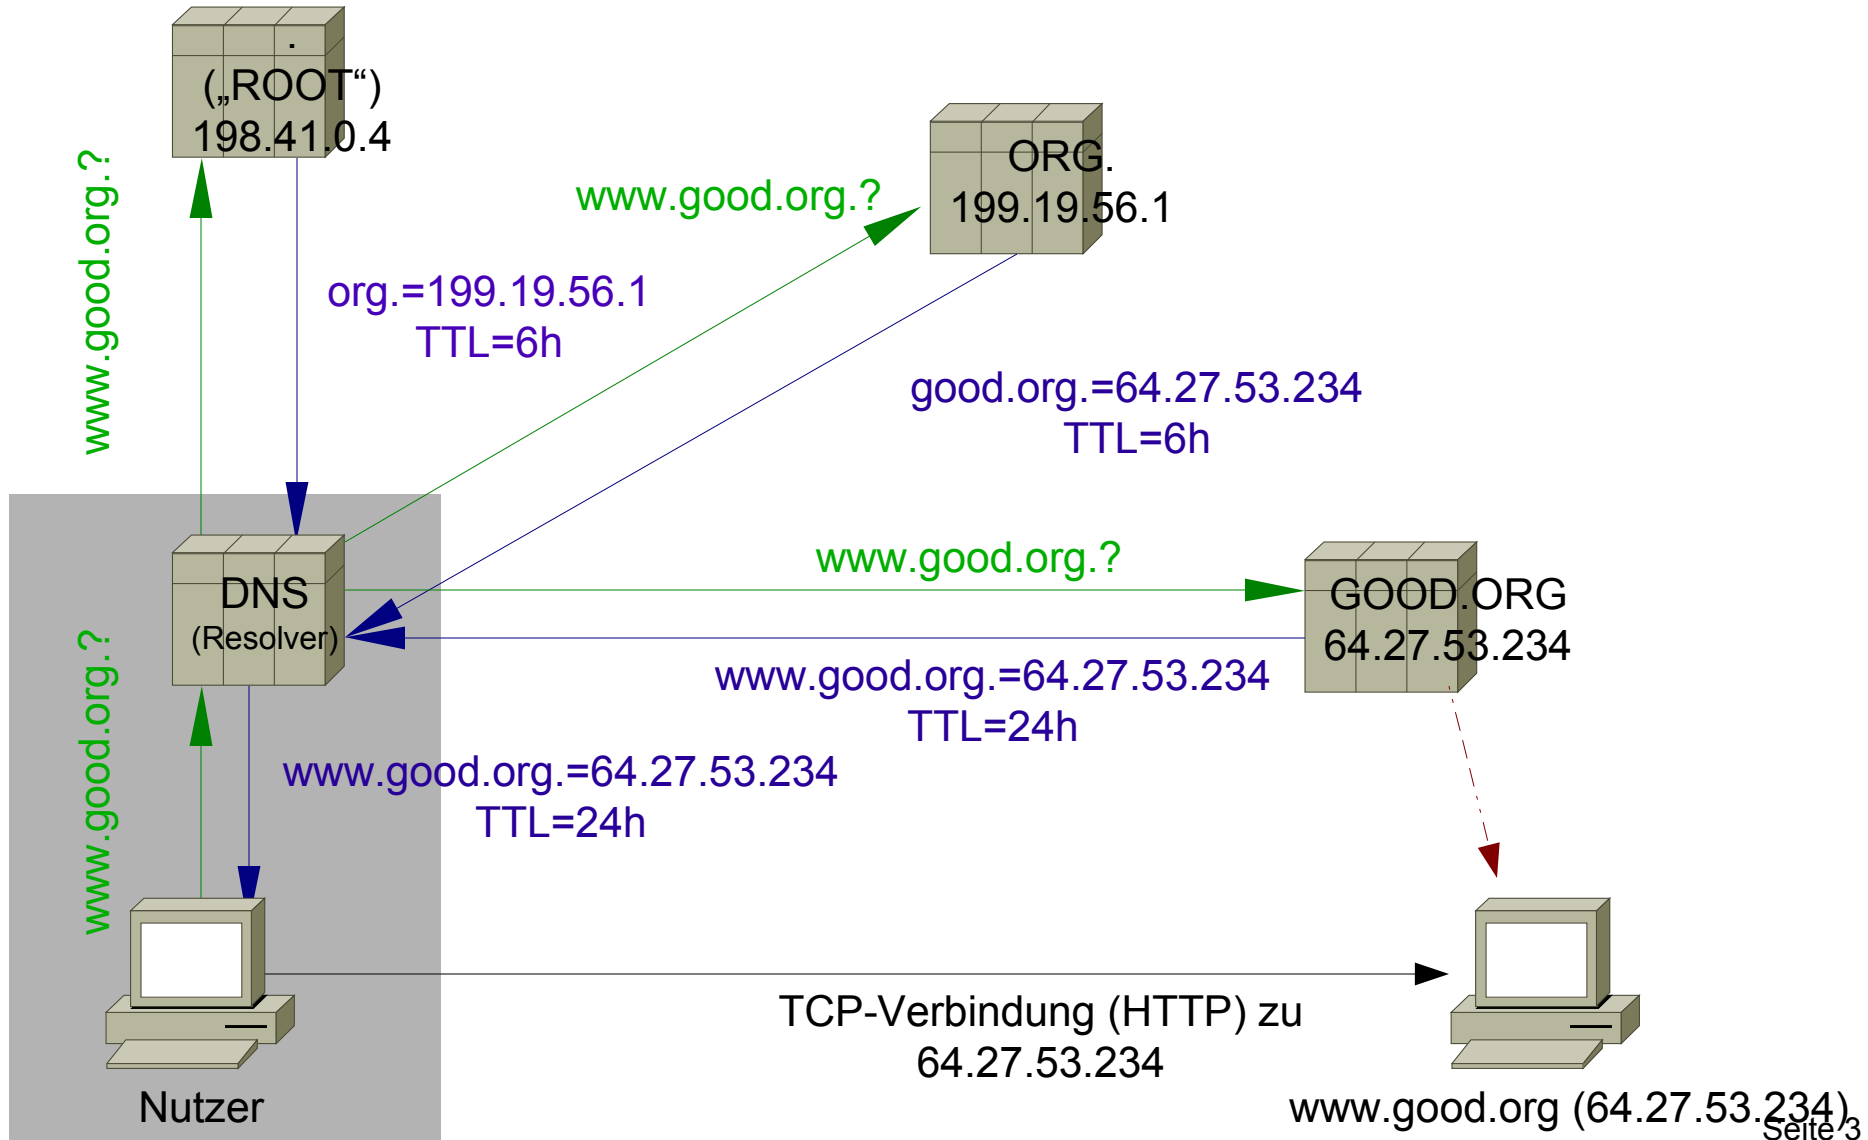 .
(„ROOT“)
198.41.0.4
www.good.org.?
org.=199.19.56.1
TTL=6h
www.good.org.?
ORG.
199.19.56.1
good.org.=64.27.53.234
TTL=6h
DNS
(Resolver)
www.good.org.?
GOOD.ORG
64.27.53.234
www.good.org.=64.27.53.234
TTL=24h
www.good.org.?
www.good.org.=64.27.53.234
TTL=24h
TCP-Verbindung (HTTP) zu
64.27.53.234
Nutzer
www.good.org (64.27.53.234)
Seite 3